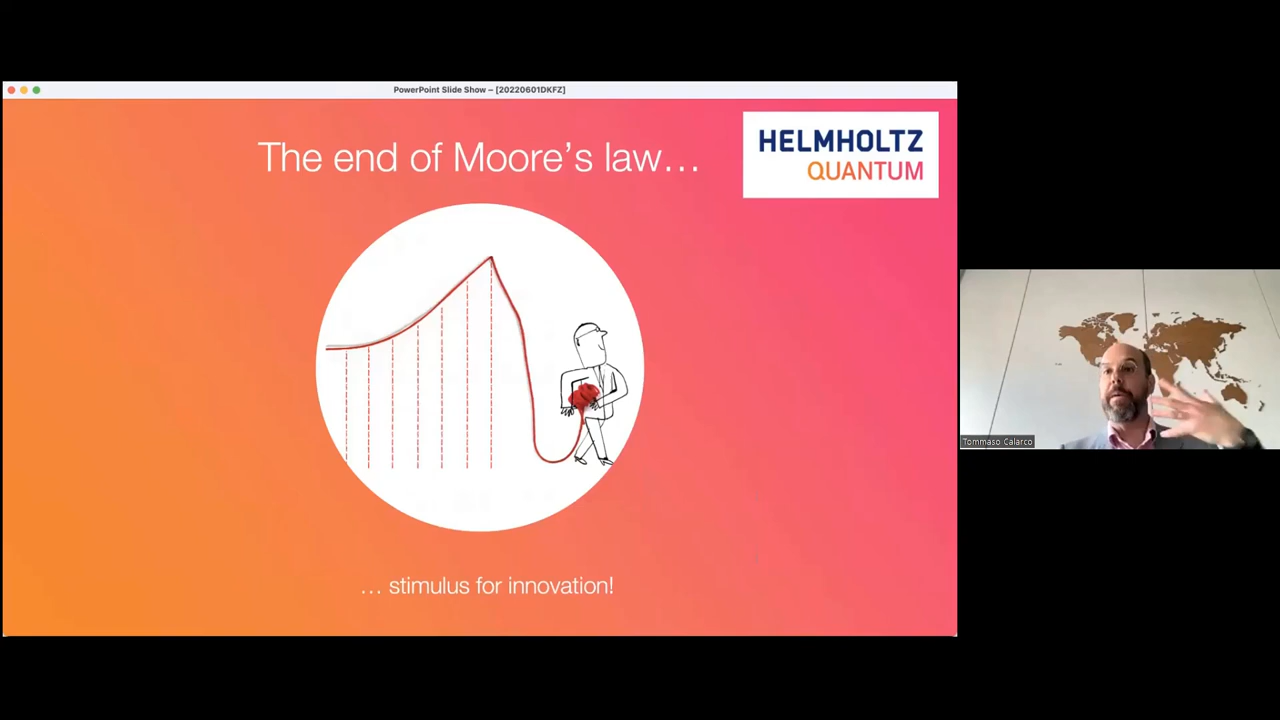 PowerPoint Slide Show – [20220601DKFZ]
The end of Moore’s law…
HELMHOLTZ
QUANTUM
… stimulus for innovation!
Tommaso Calarco